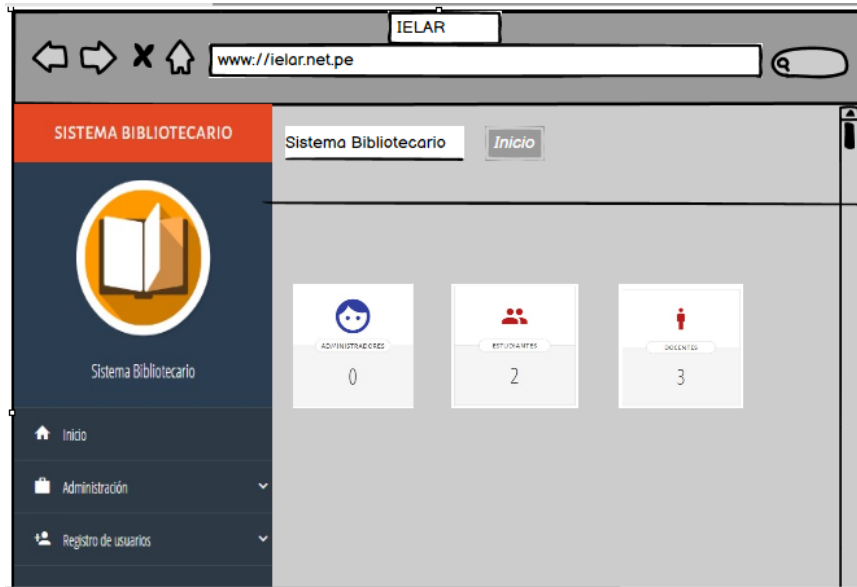 IELAR
www://ielar.net.pe
SISTEMA BIBLIOTECARIO
Sistema Bibliotecario
Inicio
Sistema Bibliotecario
Inicio
Administración
Registro de usuarios
ADMINISTRADORES
ESTUDIANTES
DOCENTES
0
2
3